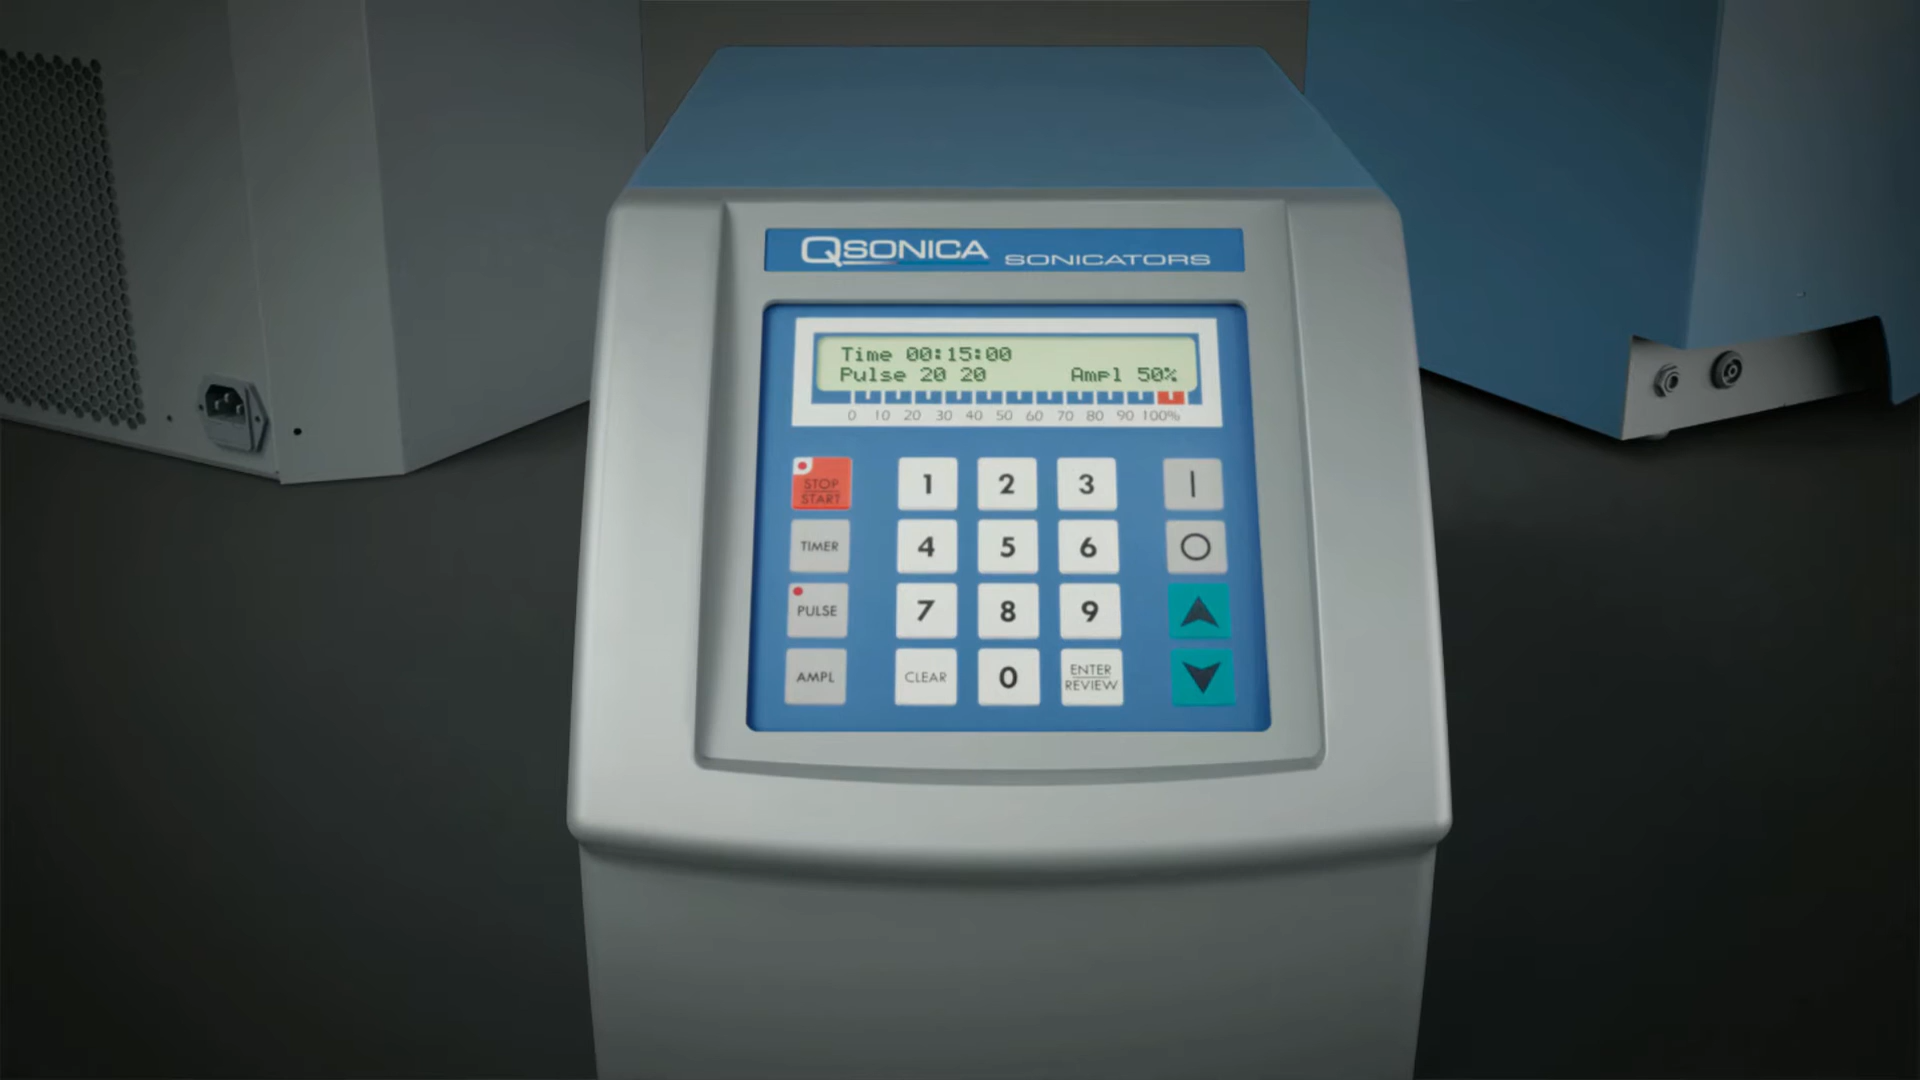 QSONICA SONICATORS
Time 00:15:00
Pulse 20 20 Ampl 50%
0 10 20 30 40 50 60 70 80 90 100%
STOP
START
1 2 3 |
TIMER
4 5 6 O
PULSE
7 8 9
AMPL
CLEAR
0
ENTER
REVIEW